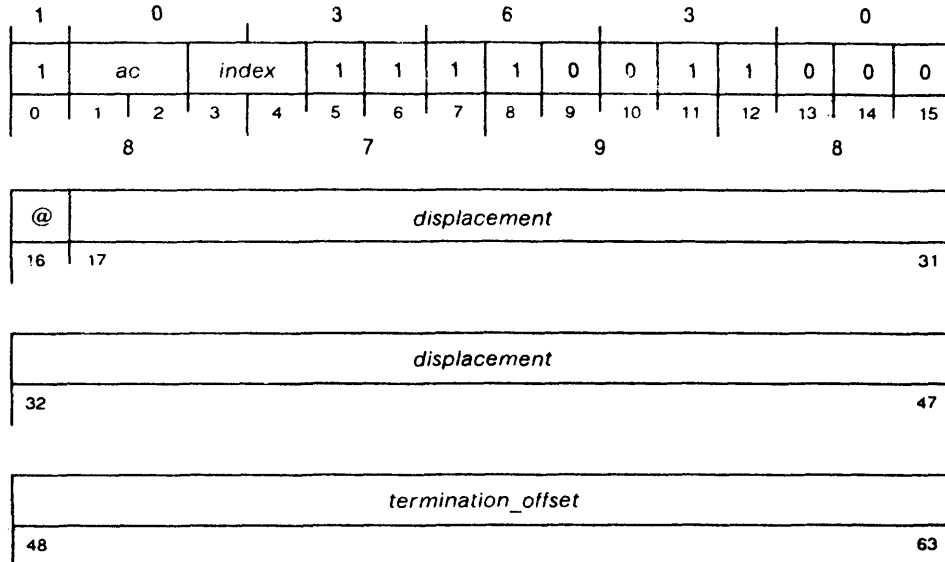 1 0 3 6 3 0
1 ac index 1 1 1 1 0 0 1 1 0 0 0
0 1 2 3 4 5 6 7 8 9 10 11 12 13 14 15
8 7 9 8
@ displacement
16 17 31
displacement
32 47
termination_offset
48 63